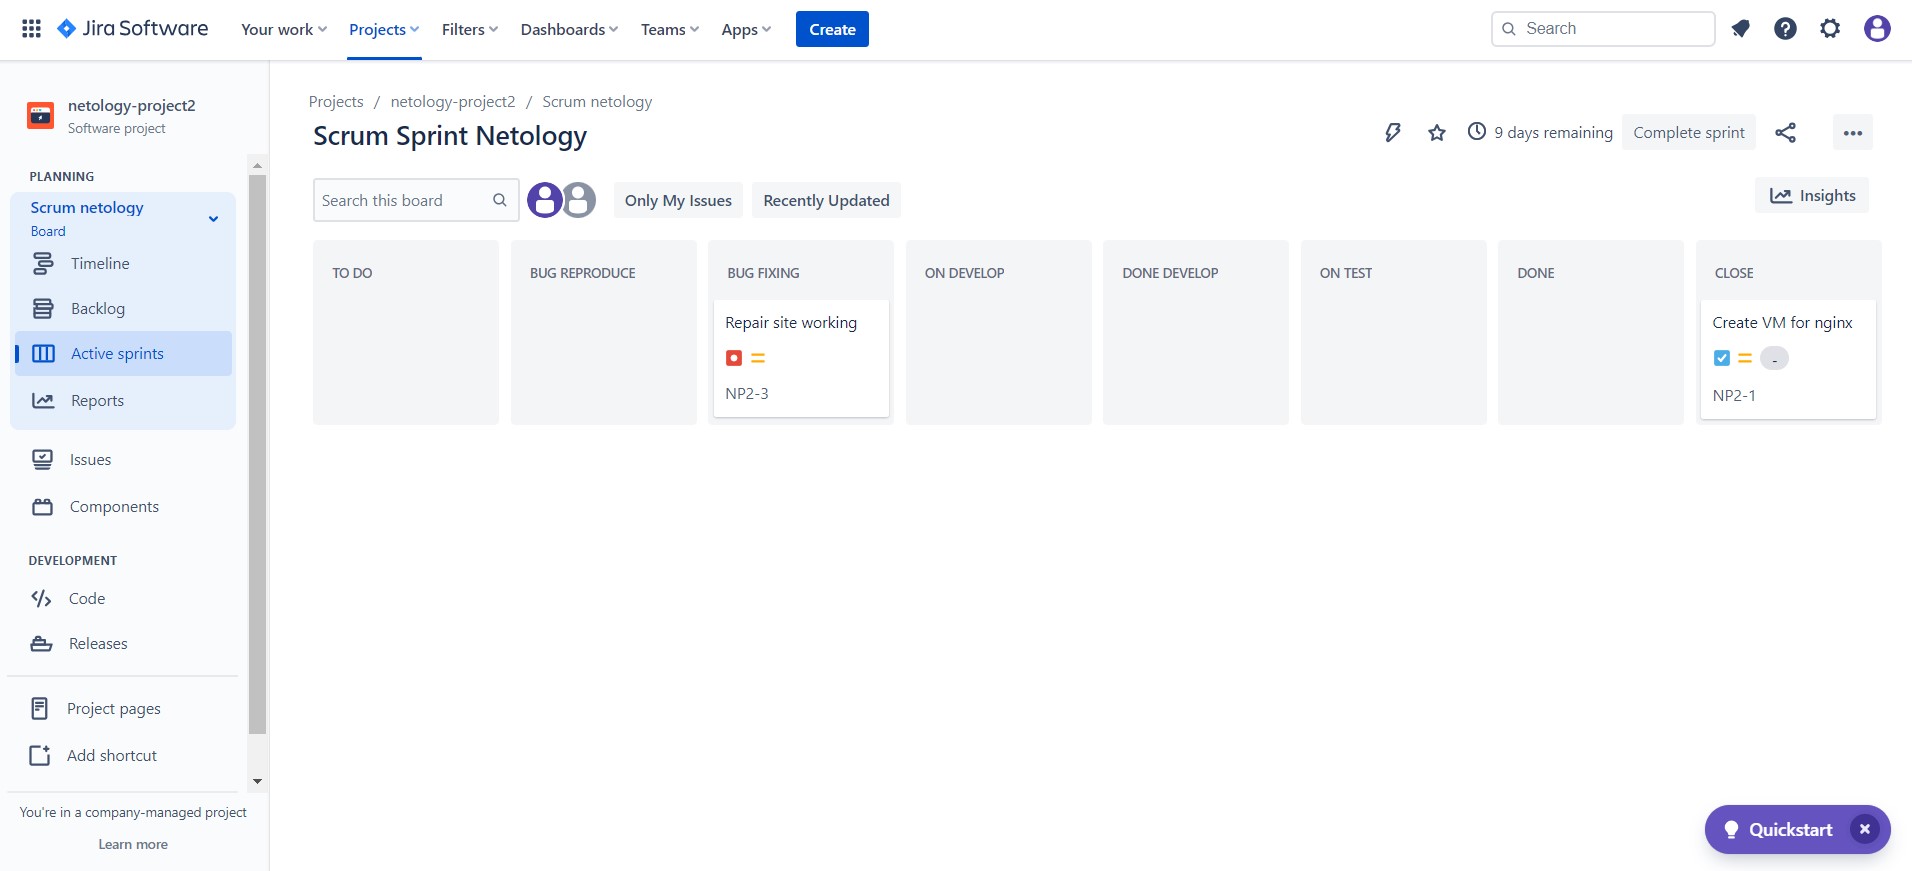 Jira Software
Your work
Projects
Filters
Dashboards
Teams
Apps
Create
Search
netology-project2
Software project
PLANNING
Scrum netology
Board
Timeline
Backlog
Active sprints
Reports
Issues
Components
DEVELOPMENT
Code
Releases
Project pages
Add shortcut
You're in a company-managed project
Learn more
Projects / netology-project2 / Scrum netology
Scrum Sprint Netology
9 days remaining
Complete sprint
Search this board
Only My Issues
Recently Updated
Insights
TO DO
BUG REPRODUCE
BUG FIXING
Repair site working
NP2-3
ON DEVELOP
DONE DEVELOP
ON TEST
DONE
CLOSE
Create VM for nginx
-
NP2-1
Quickstart